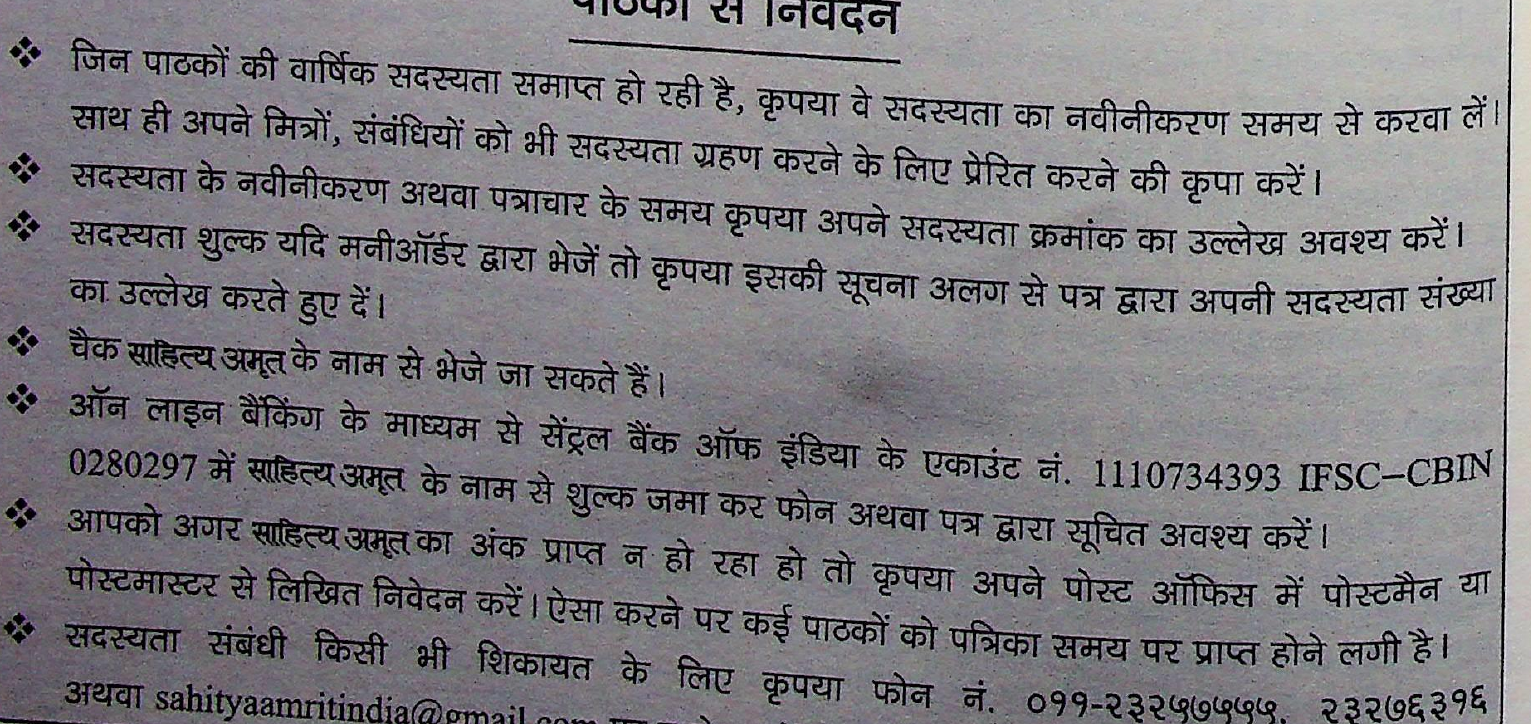 पाठकों से निवेदन
❖ जिन पाठकों की वार्षिक सदस्यता समाप्त हो रही है, कृपया वे सदस्यता का नवीनीकरण समय से करवा लें।
साथ ही अपने मित्रों, संबंधियों को भी सदस्यता ग्रहण करने के लिए प्रेरित करने की कृपा करें।
❖ सदस्यता के नवीनीकरण अथवा पत्राचार के समय कृपया अपने सदस्यता क्रमांक का उल्लेख अवश्य करें।
❖ सदस्यता शुल्क यदि मनीऑर्डर द्वारा भेजें तो कृपया इसकी सूचना अलग से पत्र द्वारा अपनी सदस्यता संख्या
का उल्लेख करते हुए दें।
❖ चैक साहित्य अमृत के नाम से भेजे जा सकते हैं।
❖ ऑन लाइन बैंकिंग के माध्यम से सेंट्रल बैंक ऑफ इंडिया के एकाउंट नं. 1110734393 IFSC–CBIN
0280297 में साहित्य अमृत के नाम से शुल्क जमा कर फोन अथवा पत्र द्वारा सूचित अवश्य करें।
❖ आपको अगर साहित्य अमृत का अंक प्राप्त न हो रहा हो तो कृपया अपने पोस्ट ऑफिस में पोस्टमैन या
पोस्टमास्टर से लिखित निवेदन करें। ऐसा करने पर कई पाठकों को पत्रिका समय पर प्राप्त होने लगी है।
❖ सदस्यता संबंधी किसी भी शिकायत के लिए कृपया फोन नं. ०११-२३२५७५५५, २३२७६३१६
अथवा sahityaamritindia@gmail.com